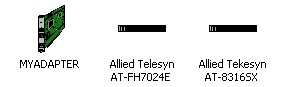 MYADAPTER
Allied Telesyn
AT-FH7024E
Allied Tekesyn
AT-8316SX